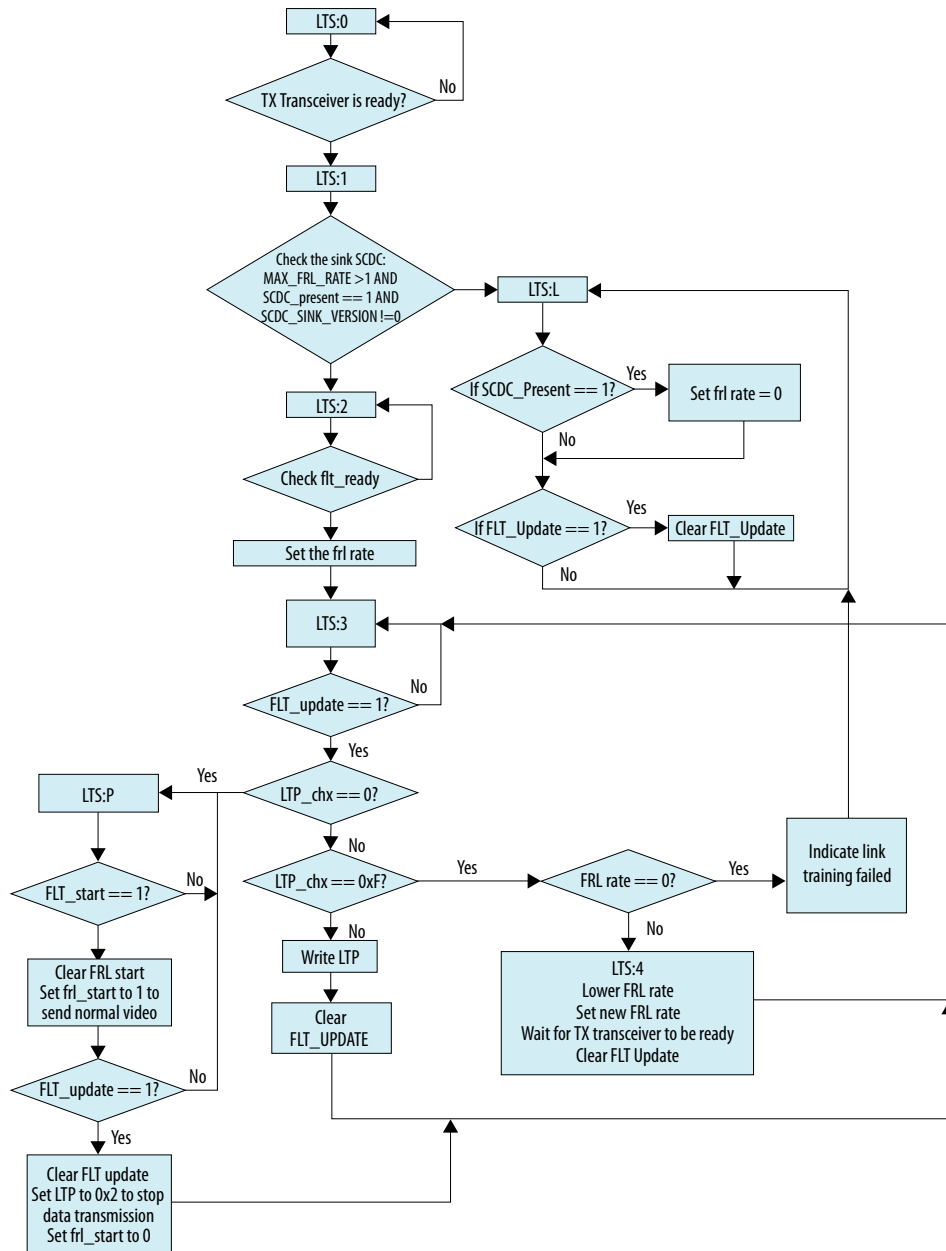 LTS:0
TX Transceiver is ready?
No
LTS:1
Check the sink SCDC:
MAX_FRL_RATE >1 AND
SCDC_present == 1 AND
SCDC_SINK_VERSION !=0
LTS:L
If SCDC_Present == 1?
Yes
Set frl rate = 0
No
LTS:2
Check flt_ready
If FLT_Update == 1?
Yes
Clear FLT_Update
No
Set the frl rate
LTS:3
FLT_update == 1?
No
Yes
LTP_chx == 0?
Yes
LTS:P
No
LTP_chx == 0xF?
Yes
FRL rate == 0?
Yes
Indicate link
training failed
FLT_start == 1?
No
No
Write LTP
No
LTS:4
Lower FRL rate
Set new FRL rate
Wait for TX transceiver to be ready
Clear FLT Update
Clear FRL start
Set frl_start to 1 to
send normal video
Clear
FLT_UPDATE
FLT_update == 1?
No
Yes
Clear FLT update
Set LTP to 0x2 to stop
data transmission
Set frl_start to 0